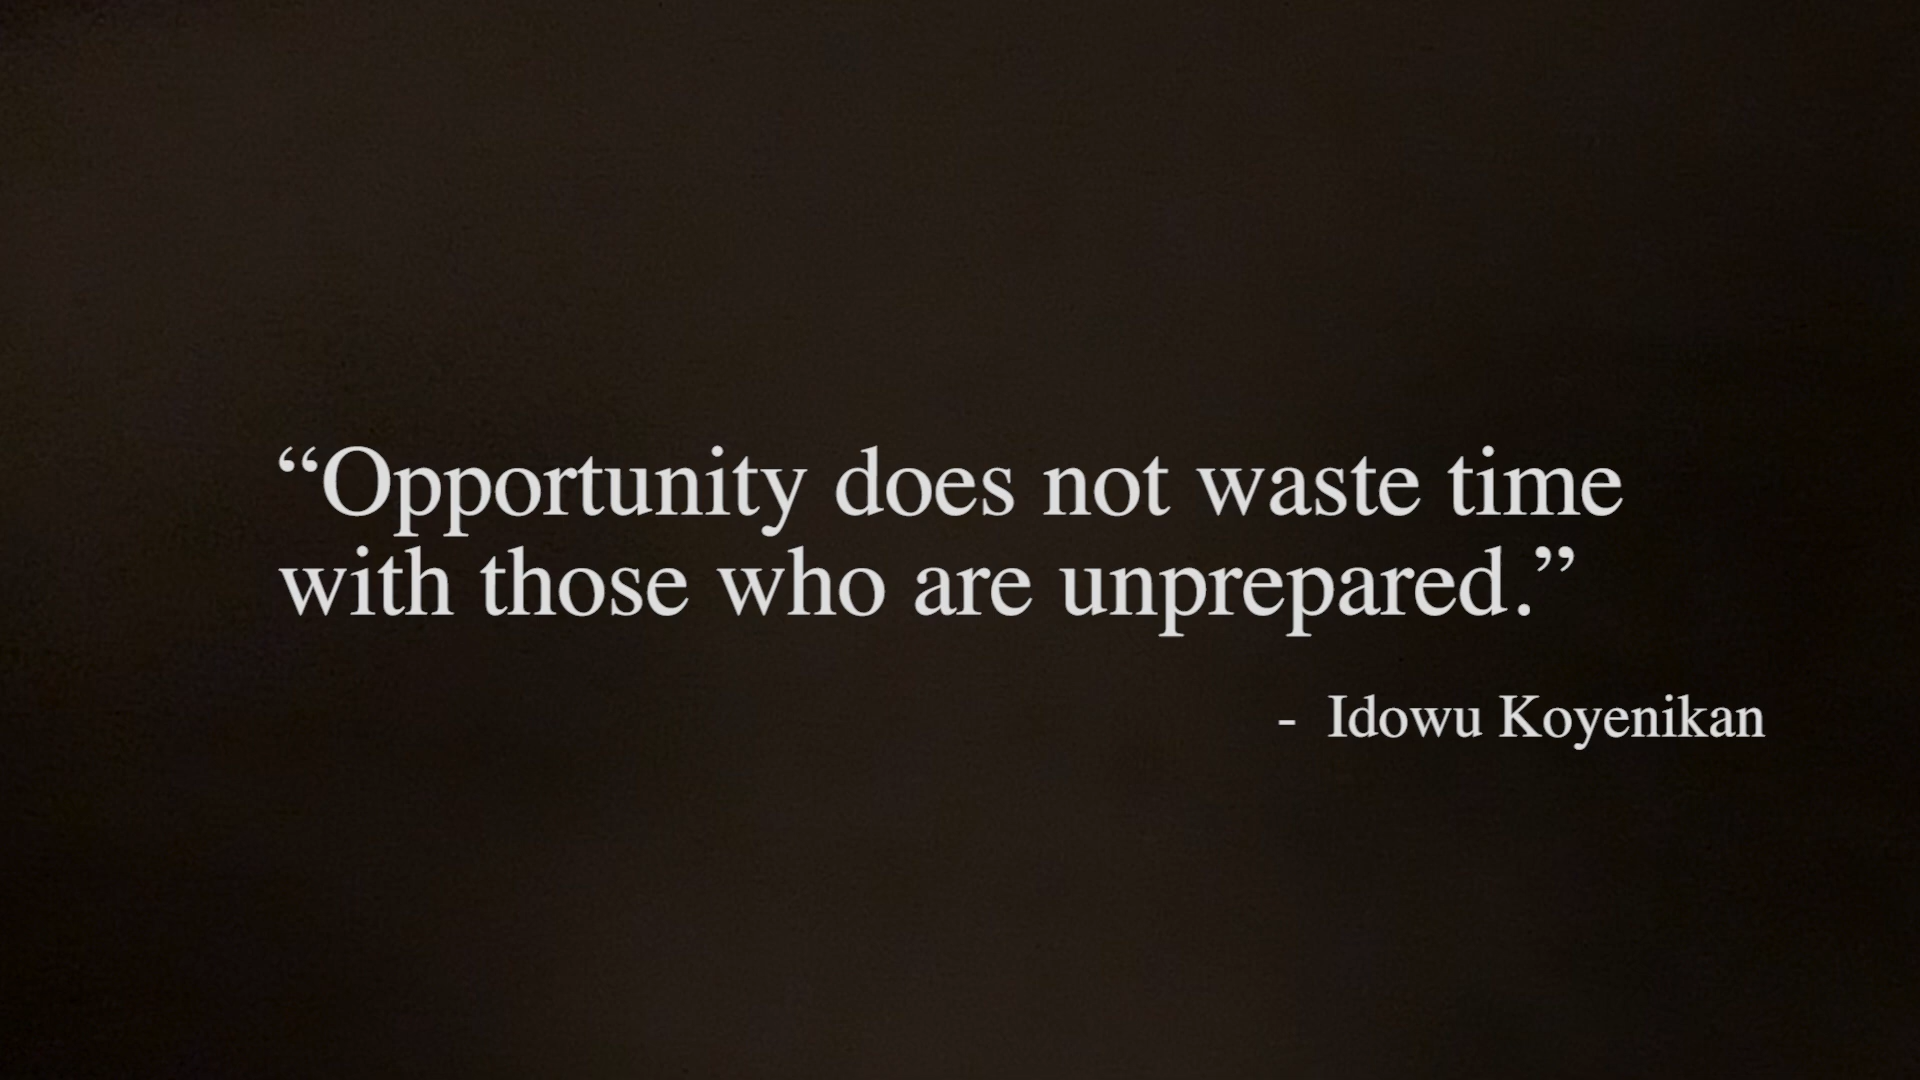 “Opportunity does not waste time
with those who are unprepared.”
- Idowu Koyenikan